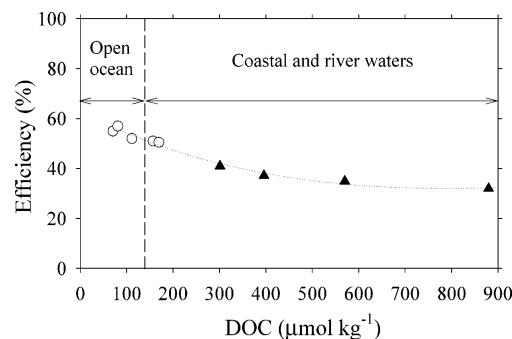 100
80
60
40
20
0
Efficiency (%)
Open
ocean
Coastal and river waters
0 100 200 300 400 500 600 700 800 900
DOC (μmol kg⁻¹)